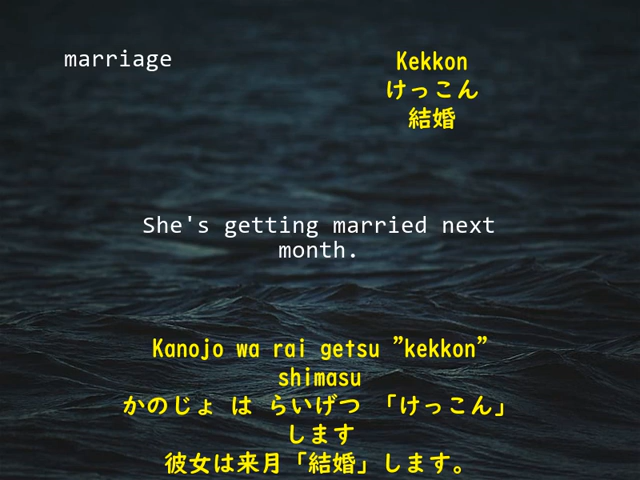 marriage
Kekkon
けっこん
結婚
She's getting married next
month.
Kanojo wa rai getsu ”kekkon”
shimasu
かのじょ は らいげつ 「けっこん」
します
彼女は来月「結婚」します。